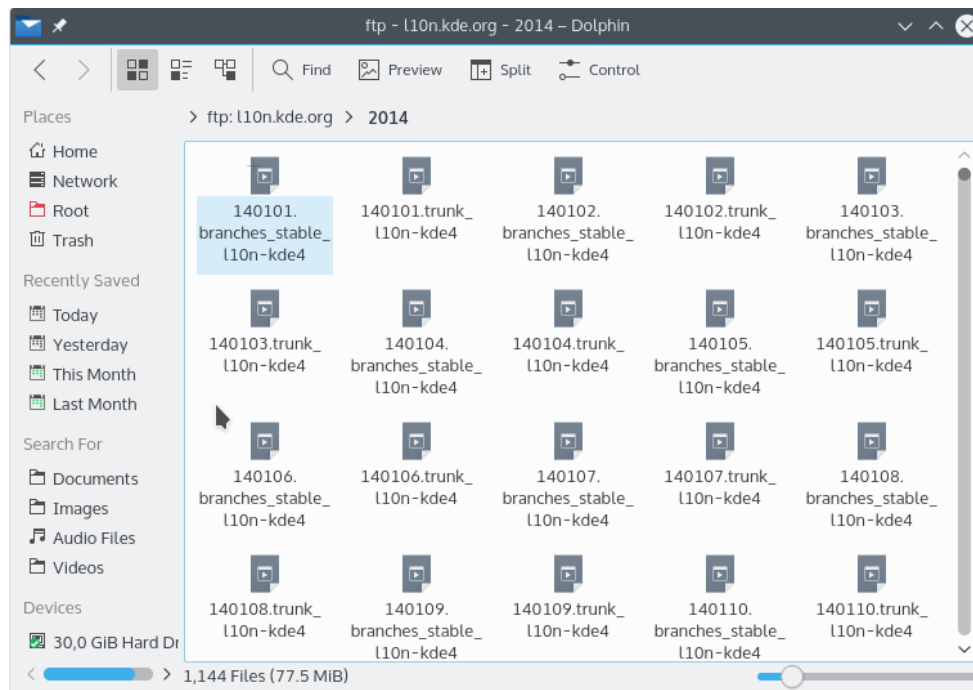 ftp - l10n.kde.org - 2014 – Dolphin
Find Preview Split Control
Places
Home
Network
Root
Trash
Recently Saved
Today
Yesterday
This Month
Last Month
Search For
Documents
Images
Audio Files
Videos
Devices
30,0 GiB Hard Dr
> ftp: l10n.kde.org > 2014
140101.
branches_stable_
l10n-kde4
140101.trunk_
l10n-kde4
140102.
branches_stable_
l10n-kde4
140102.trunk_
l10n-kde4
140103.
branches_stable_
l10n-kde4
140103.trunk_
l10n-kde4
140104.
branches_stable_
l10n-kde4
140104.trunk_
l10n-kde4
140105.
branches_stable_
l10n-kde4
140105.trunk_
l10n-kde4
140106.
branches_stable_
l10n-kde4
140106.trunk_
l10n-kde4
140107.
branches_stable_
l10n-kde4
140107.trunk_
l10n-kde4
140108.
branches_stable_
l10n-kde4
140108.trunk_
l10n-kde4
140109.
branches_stable_
l10n-kde4
140109.trunk_
l10n-kde4
140110.
branches_stable_
l10n-kde4
140110.trunk_
l10n-kde4
1,144 Files (77.5 MiB)